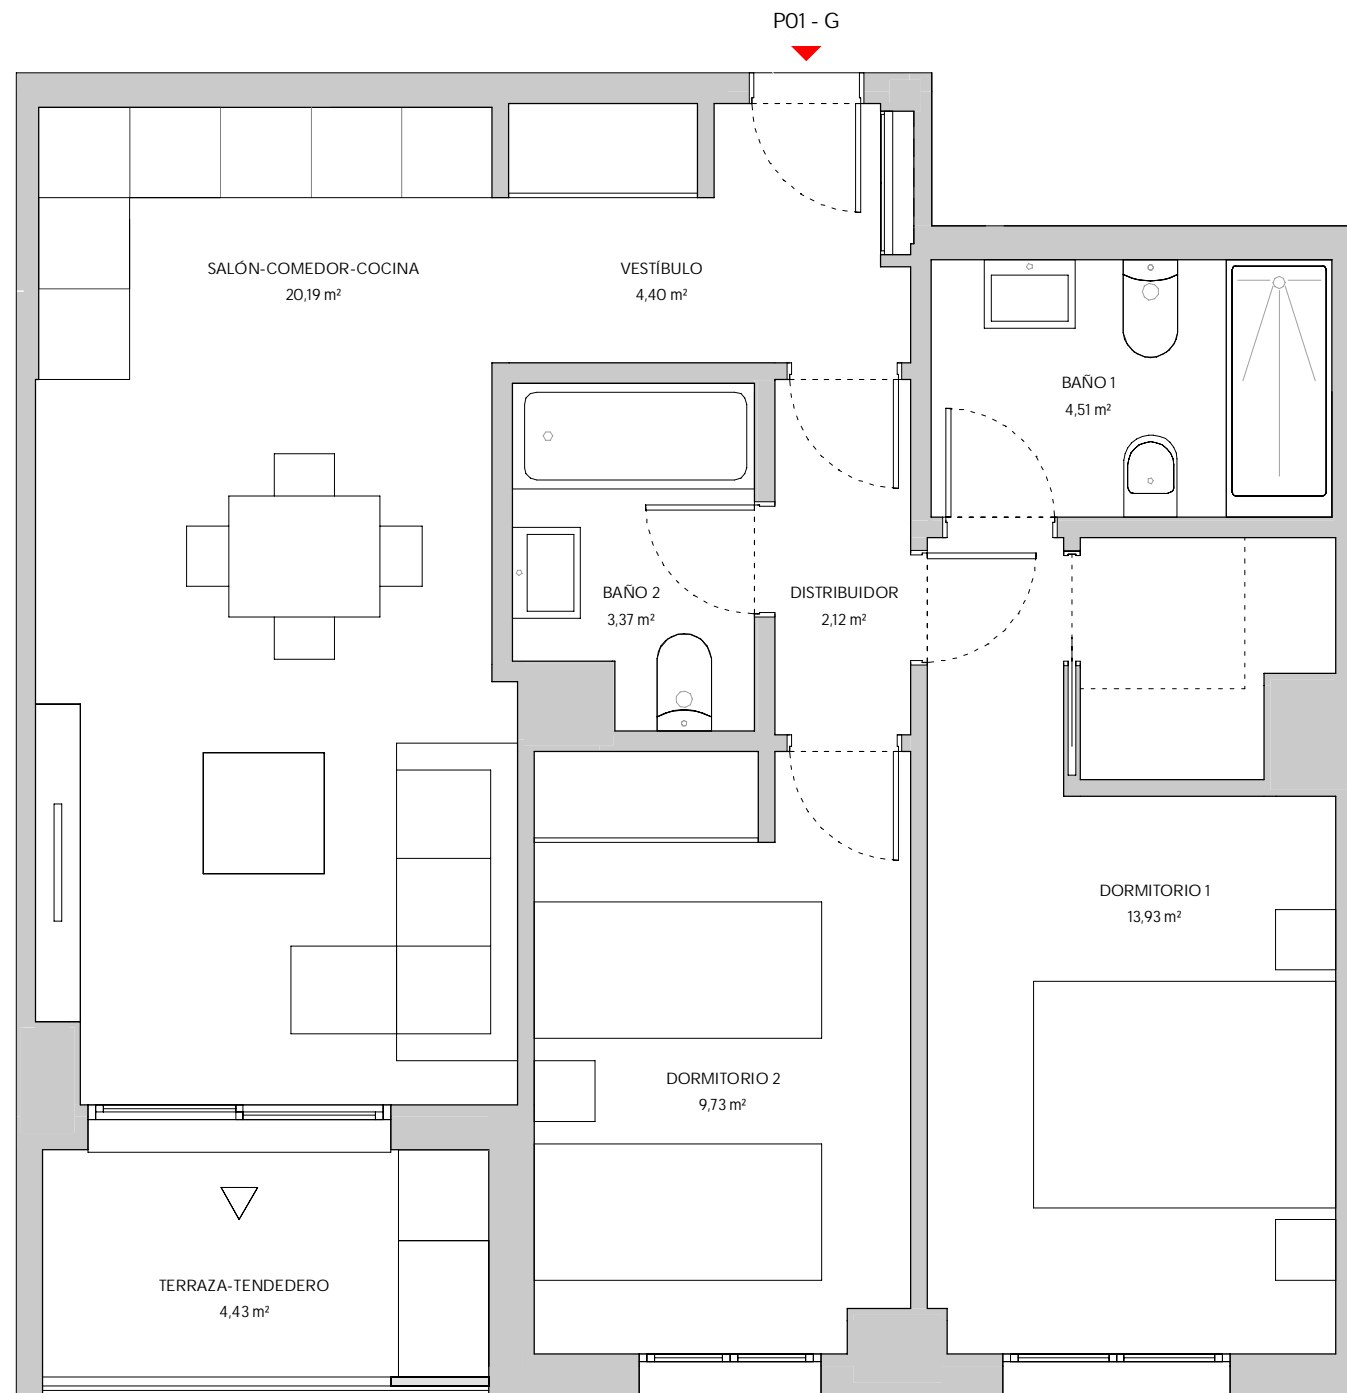 P01 - G
SALÓN-COMEDOR-COCINA
20,19 m²
VESTÍBULO
4,40 m²
BAÑO 1
4,51 m²
BAÑO 2
3,37 m²
DISTRIBUIDOR
2,12 m²
DORMITORIO 1
13,93 m²
DORMITORIO 2
9,73 m²
TERRAZA-TENDEDERO
4,43 m²